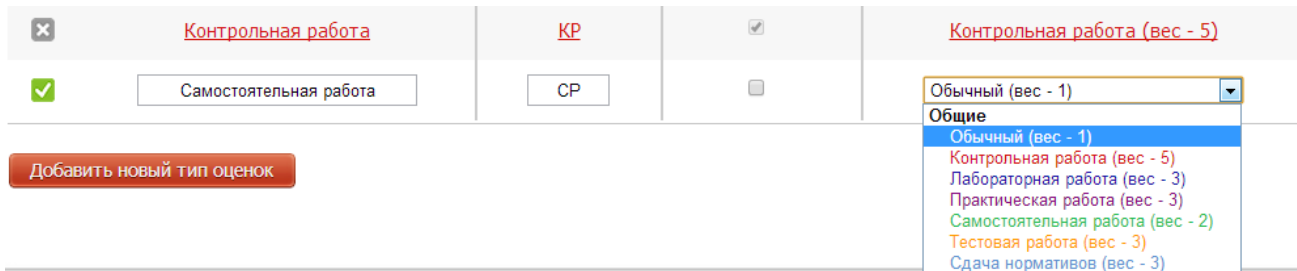 Контрольная работа КР Контрольная работа (вес - 5)
Самостоятельная работа СР Обычный (вес - 1)
Общие
Обычный (вес - 1)
Контрольная работа (вес - 5)
Лабораторная работа (вес - 3)
Практическая работа (вес - 3)
Самостоятельная работа (вес - 2)
Тестовая работа (вес - 3)
Сдача нормативов (вес - 3)
Добавить новый тип оценок